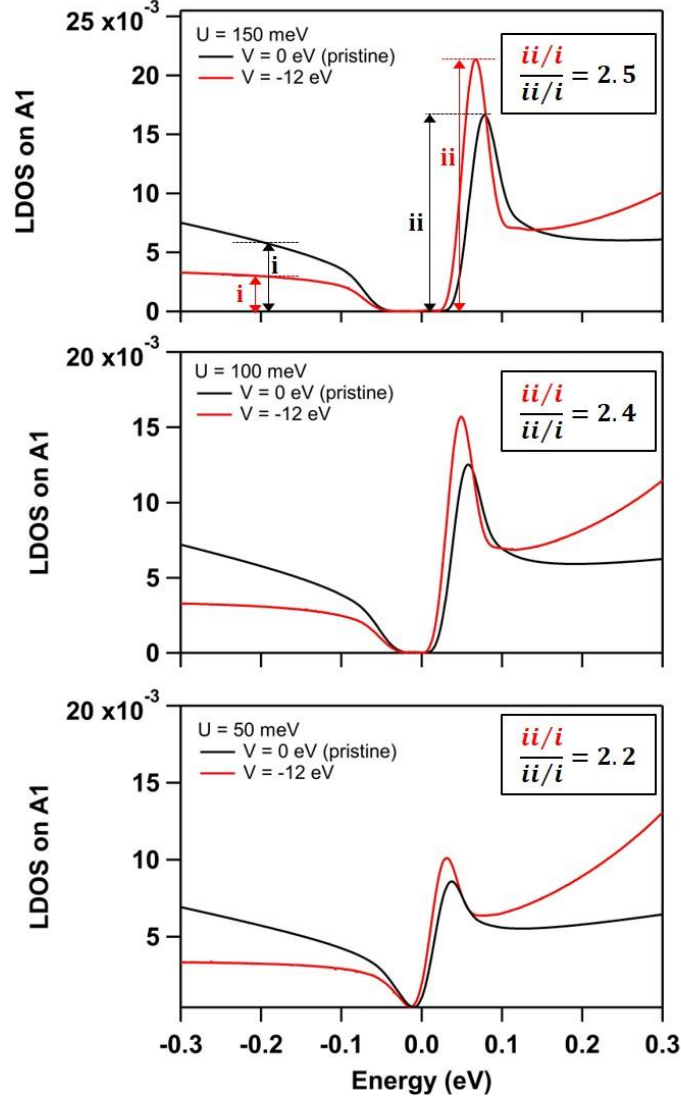 25 x10⁻³
U = 150 meV
V = 0 eV (pristine)
V = -12 eV
ii/i
ii/i
= 2.5
20
15
10
5
0
LDOS on A1
i
i
ii
ii
20 x10⁻³
U = 100 meV
V = 0 eV (pristine)
V = -12 eV
ii/i
ii/i
= 2.4
15
10
5
0
LDOS on A1
20 x10⁻³
U = 50 meV
V = 0 eV (pristine)
V = -12 eV
ii/i
ii/i
= 2.2
15
10
5
LDOS on A1
-0.3 -0.2 -0.1 0.0 0.1 0.2 0.3
Energy (eV)